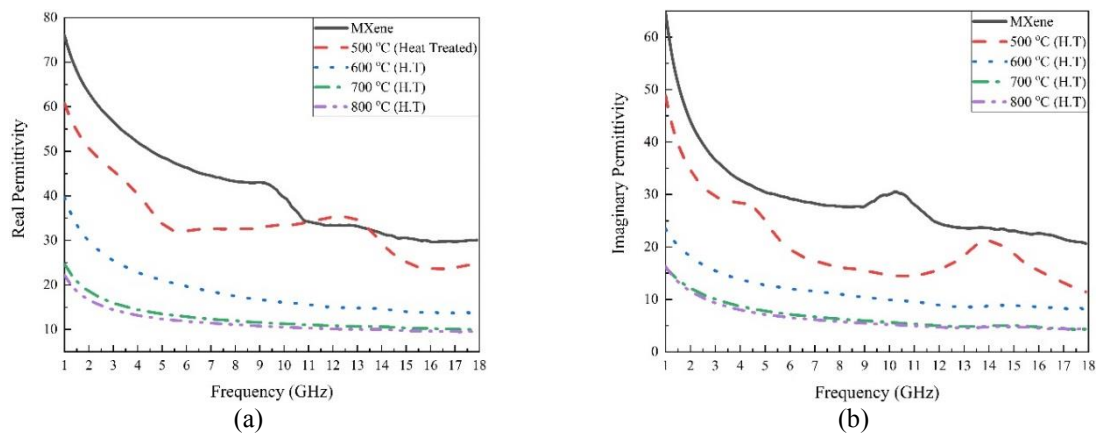 80
70
60
50
40
30
20
10
Real Permittivity
MXene
500 °C (Heat Treated)
600 °C (H.T)
700 °C (H.T)
800 °C (H.T)
1 2 3 4 5 6 7 8 9 10 11 12 13 14 15 16 17 18
Frequency (GHz)
(a)
60
50
40
30
20
10
0
Imaginary Permittivity
MXene
500 °C (H.T)
600 °C (H.T)
700 °C (H.T)
800 °C (H.T)
1 2 3 4 5 6 7 8 9 10 11 12 13 14 15 16 17 18
Frequency (GHz)
(b)